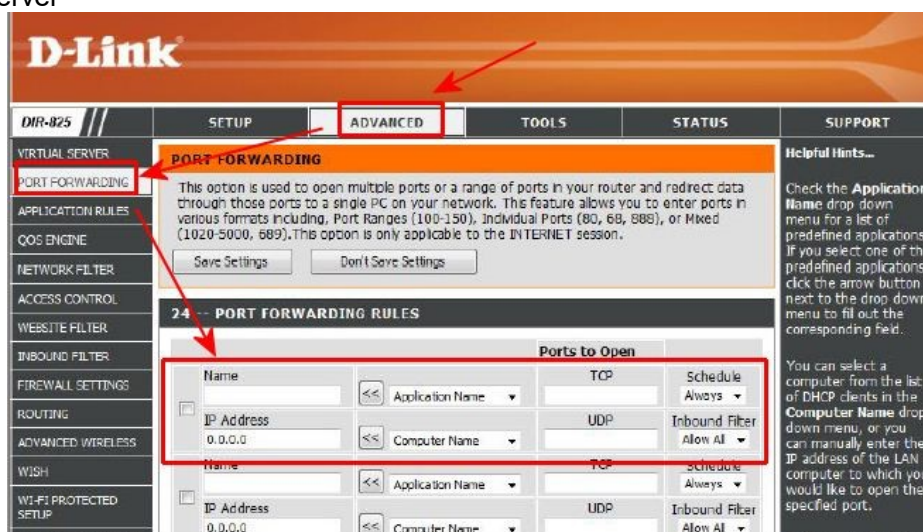 erver
D-Link
DIR-825
SETUP
ADVANCED
TOOLS
STATUS
SUPPORT
VIRTUAL SERVER
PORT FORWARDING
APPLICATION RULES
QOS ENGINE
NETWORK FILTER
ACCESS CONTROL
WEBSITE FILTER
INBOUND FILTER
FIREWALL SETTINGS
ROUTING
ADVANCED WIRELESS
WISH
WI-FI PROTECTED
SETUP
PORT FORWARDING
This option is used to open multiple ports or a range of ports in your router and redirect data
through those ports to a single PC on your network. This feature allows you to enter ports in
various formats including, Port Ranges (100-150), Individual Ports (80, 68, 888), or Mixed
(1020-5000, 689).This option is only applicable to the INTERNET session.
Save Settings
Don't Save Settings
24 -- PORT FORWARDING RULES
Ports to Open
Name
<<
Application Name
TCP
Schedule
Always
IP Address
0.0.0.0
<<
Computer Name
UDP
Inbound Filter
Allow All
Name
<<
Application Name
TCP
Schedule
Always
IP Address
0.0.0.0
<<
Computer Name
UDP
Inbound Filter
Allow All
Helpful Hints...
Check the Application
Name drop down
menu for a list of
predefined applications
If you select one of th
predefined applications
click the arrow button
next to the drop down
menu to fill out the
corresponding field.
You can select a
computer from the list
of DHCP clients in the
Computer Name drop
down menu, or you
can manually enter the
IP address of the LAN
computer to which you
would like to open the
specified port.